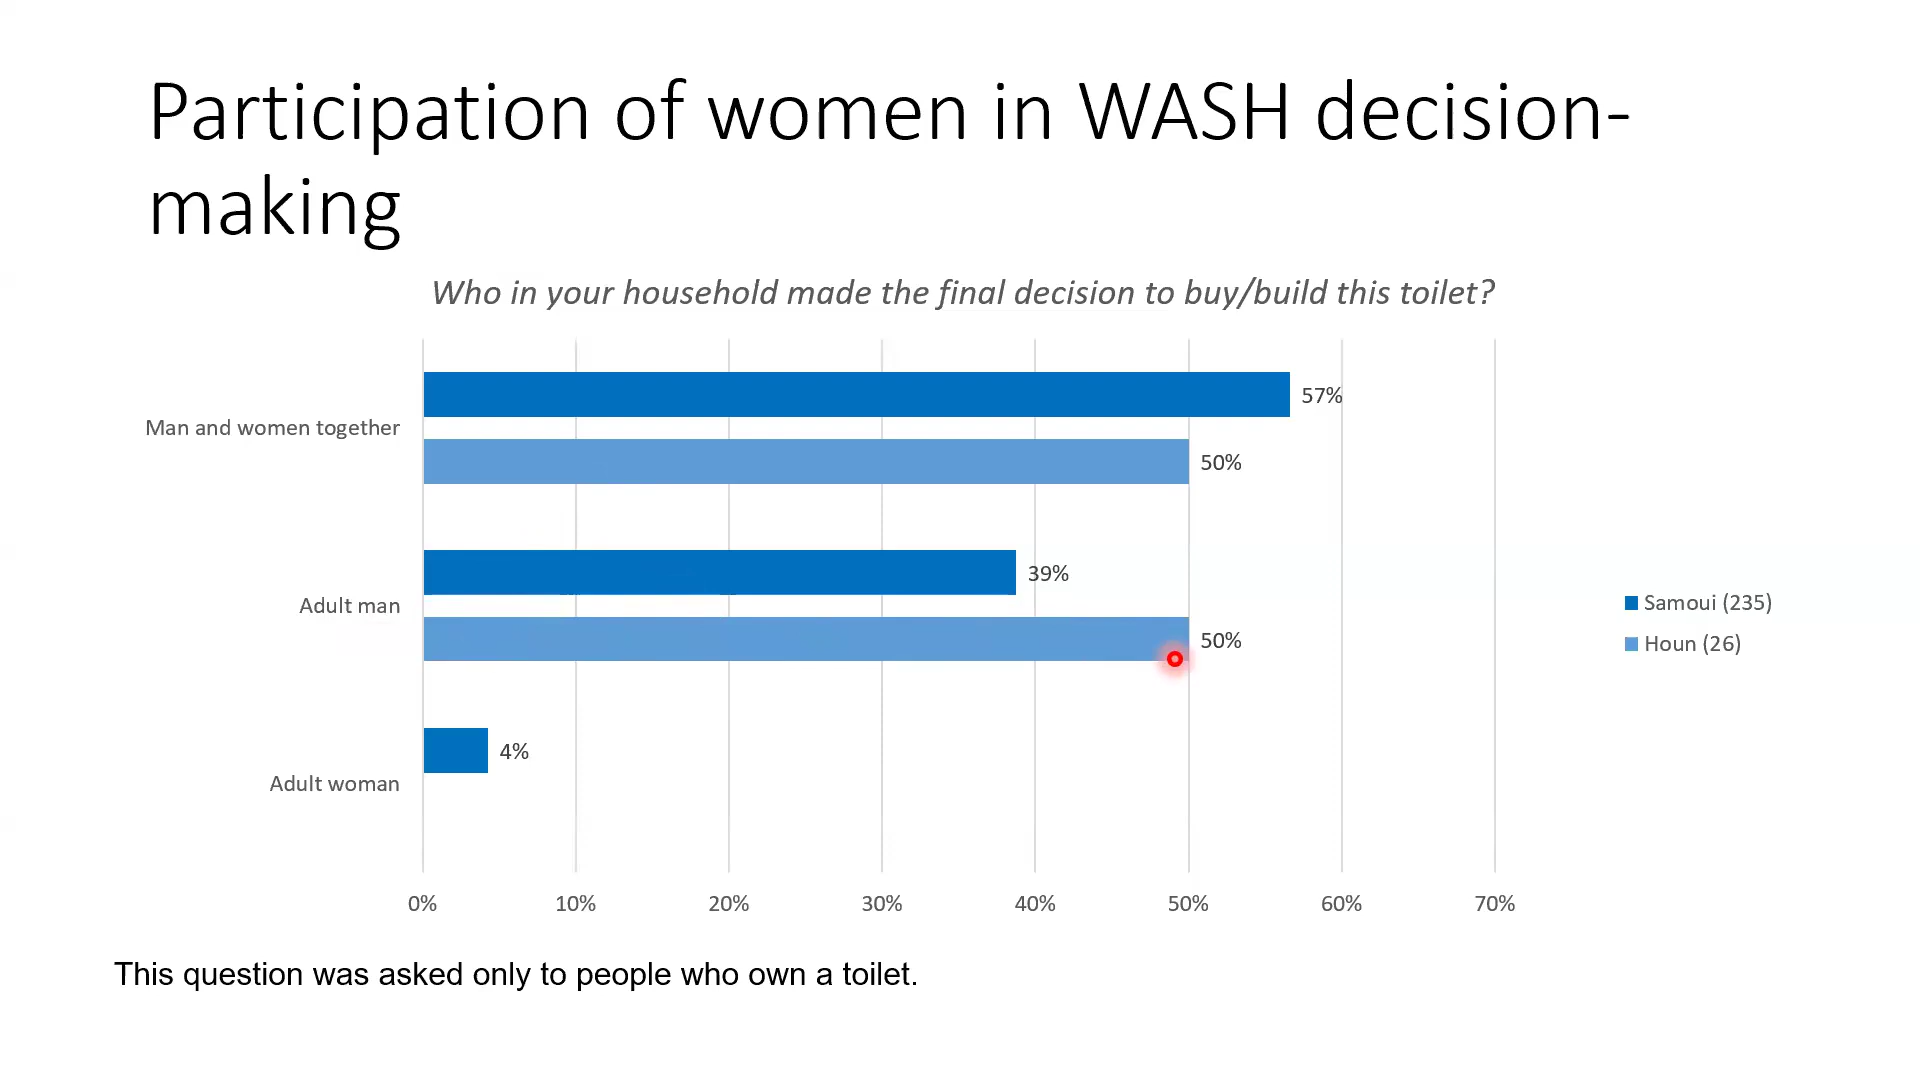 Participation of women in WASH decision-
making
Who in your household made the final decision to buy/build this toilet?
Man and women together
57%
50%
Adult man
39%
50%
Adult woman
4%
Samoui (235)
Houn (26)
0% 10% 20% 30% 40% 50% 60% 70%
This question was asked only to people who own a toilet.